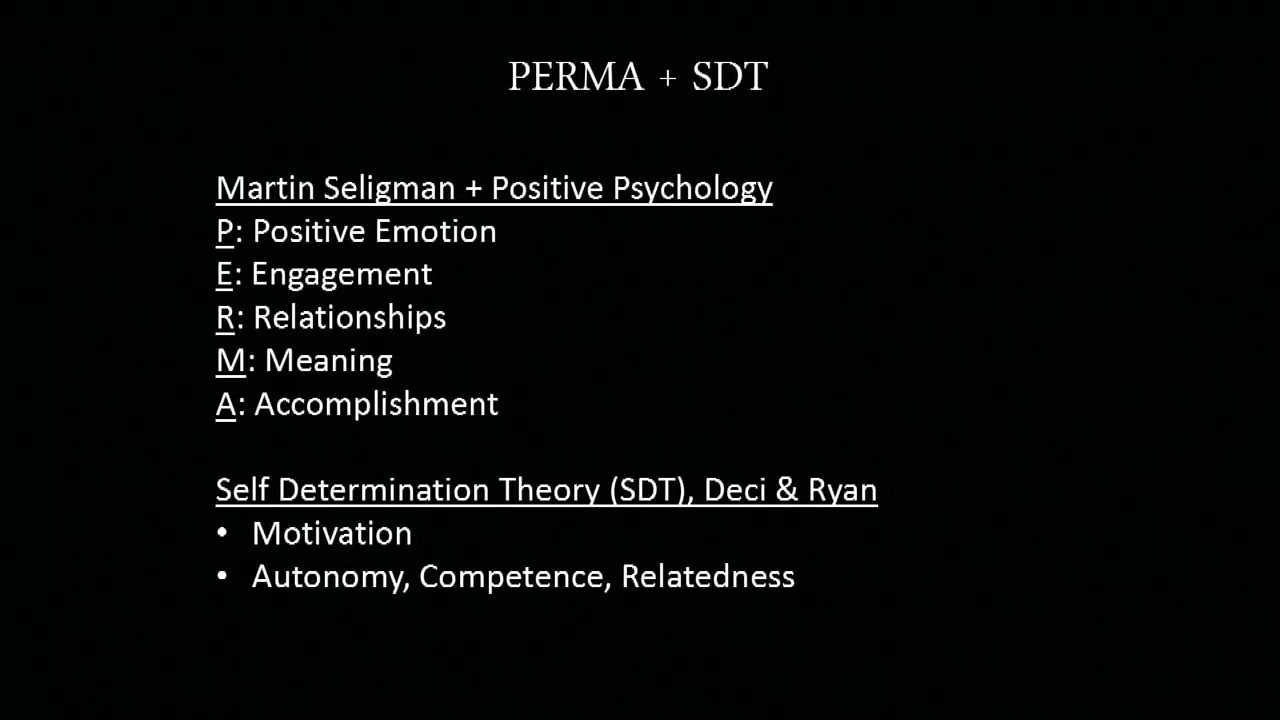 PERMA + SDT
Martin Seligman + Positive Psychology
P: Positive Emotion
E: Engagement
R: Relationships
M: Meaning
A: Accomplishment
Self Determination Theory (SDT), Deci & Ryan
• Motivation
• Autonomy, Competence, Relatedness